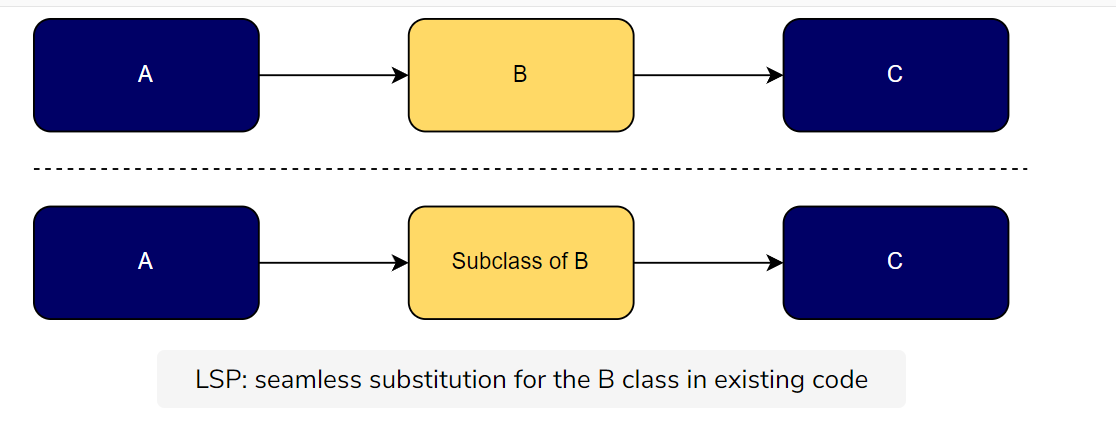 A
B
C
A
Subclass of B
C
LSP: seamless substitution for the B class in existing code